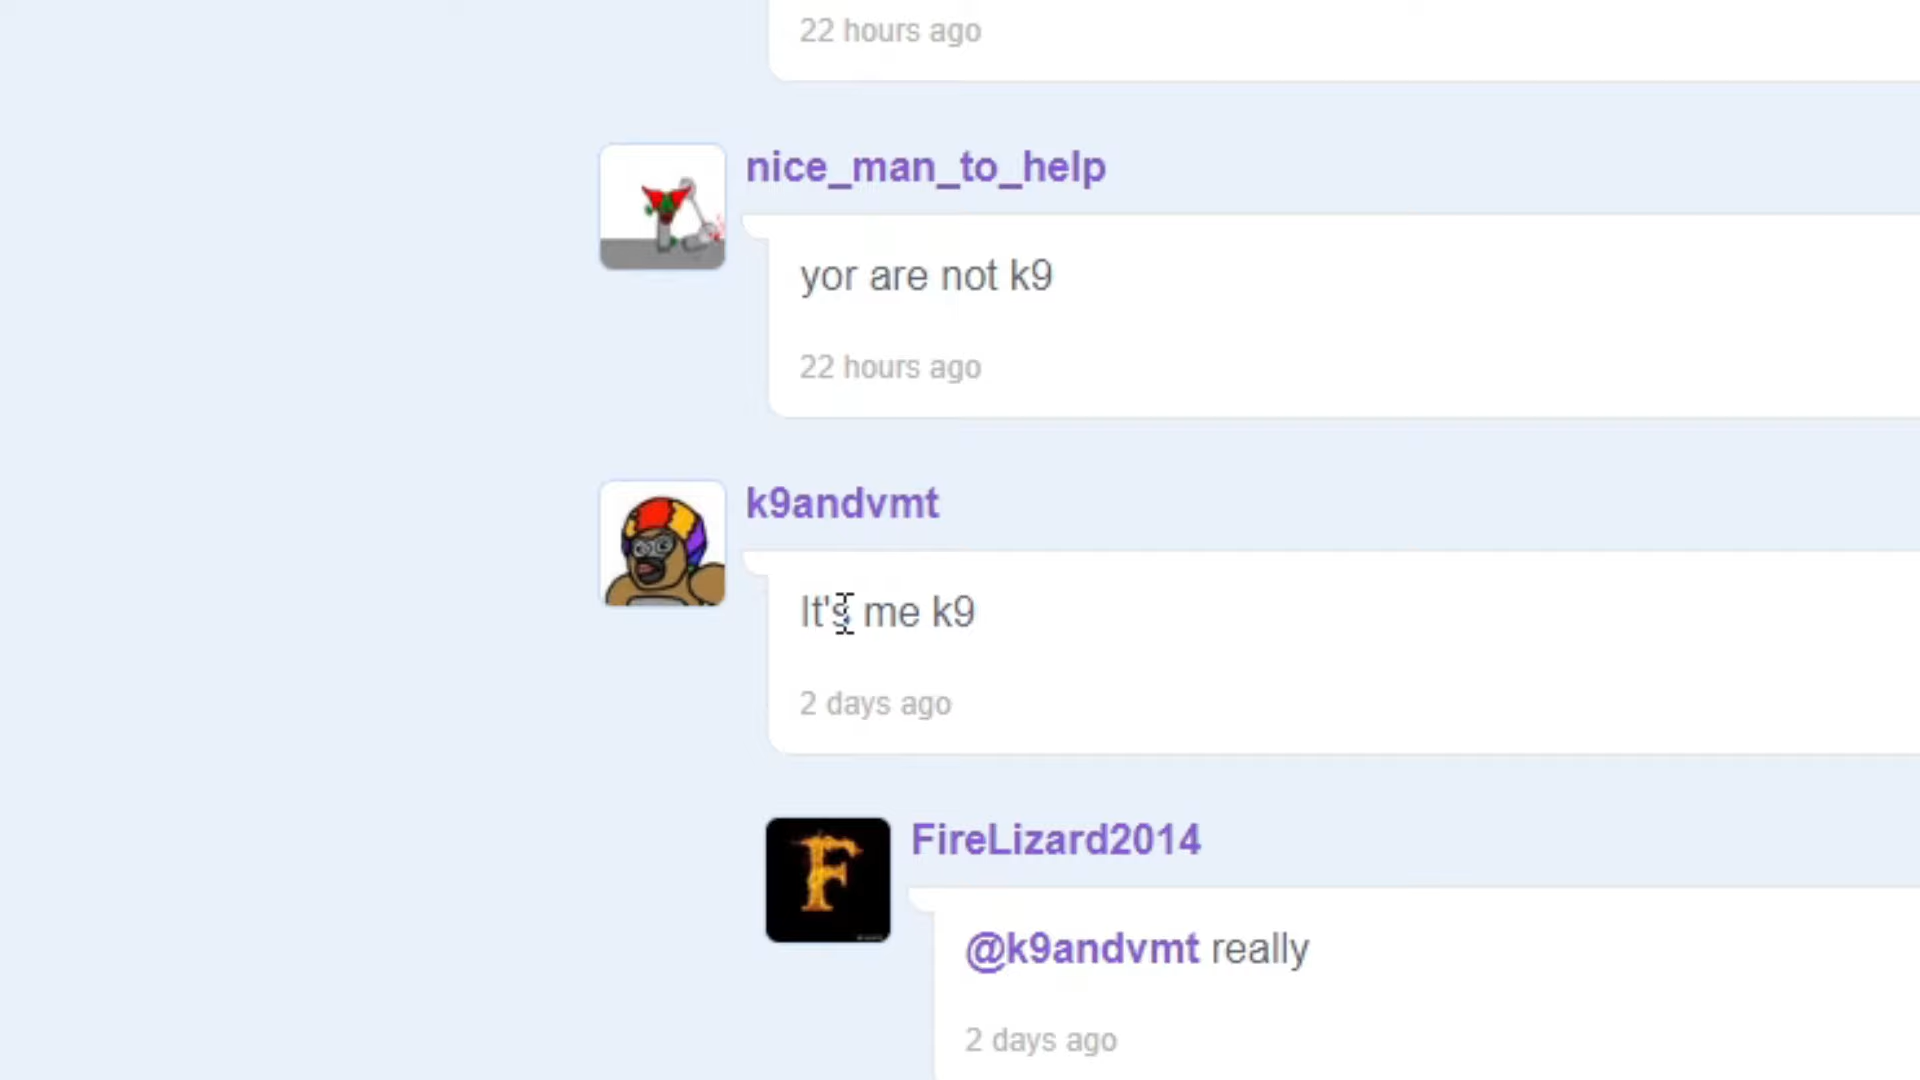 22 hours ago
nice_man_to_help
yor are not k9
22 hours ago
k9andvmt
It's me k9
2 days ago
F
FireLizard2014
@k9andvmt really
2 days ago